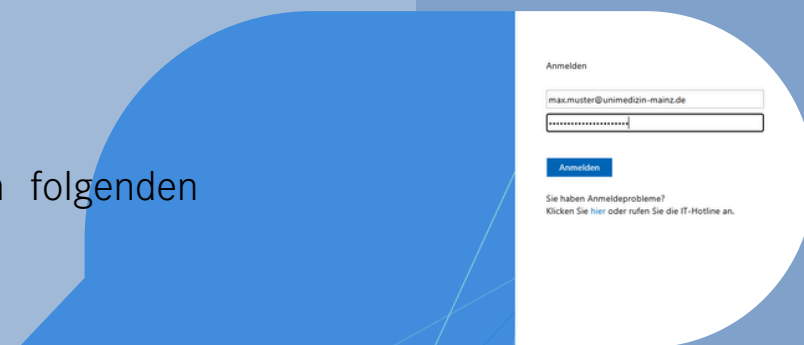 Anmelden
max.muster@unimedizin-mainz.de
Anmelden
folgenden
Sie haben Anmeldeprobleme?
Klicken Sie hier oder rufen Sie die IT-Hotline an.